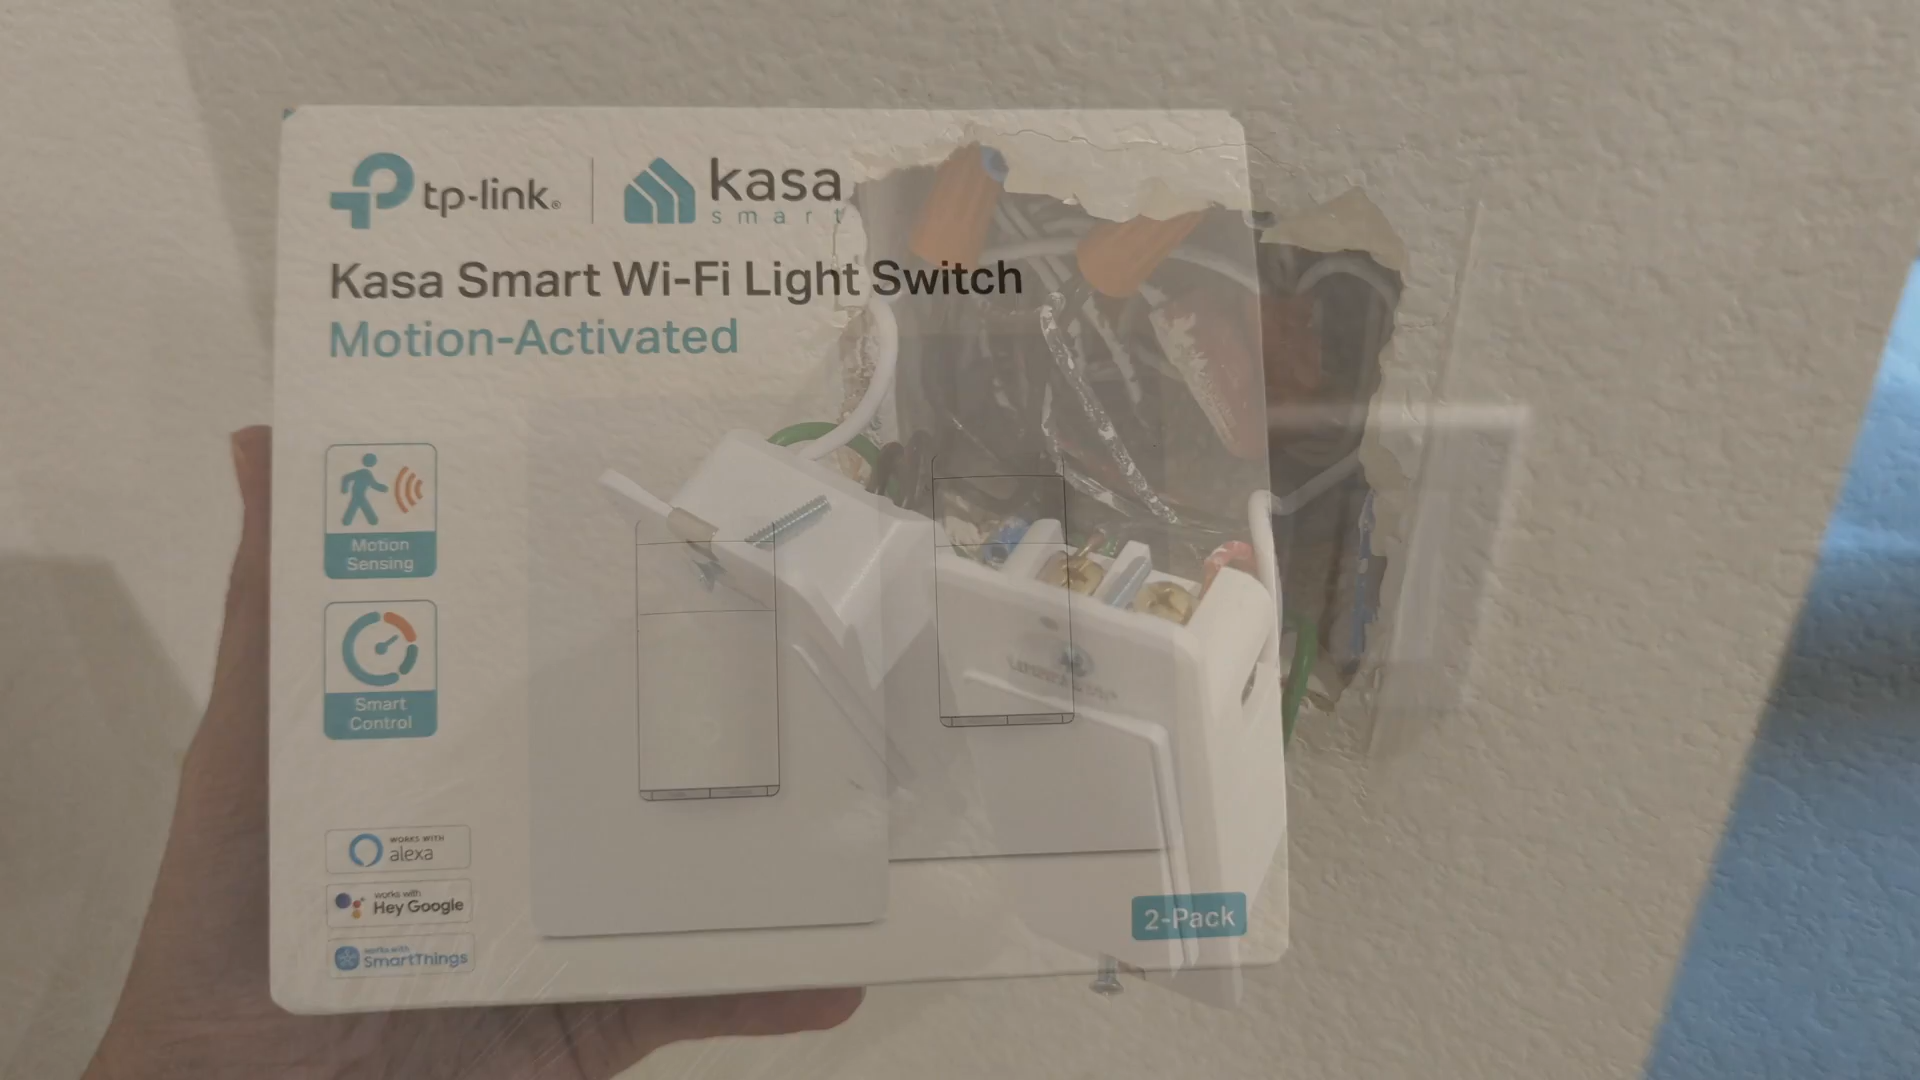 tp-link
kasa
smart
Kasa Smart Wi-Fi Light Switch
Motion-Activated
Motion
Sensing
Smart
Control
WORKS WITH
alexa
works with
Hey Google
works with
SmartThings
2-Pack